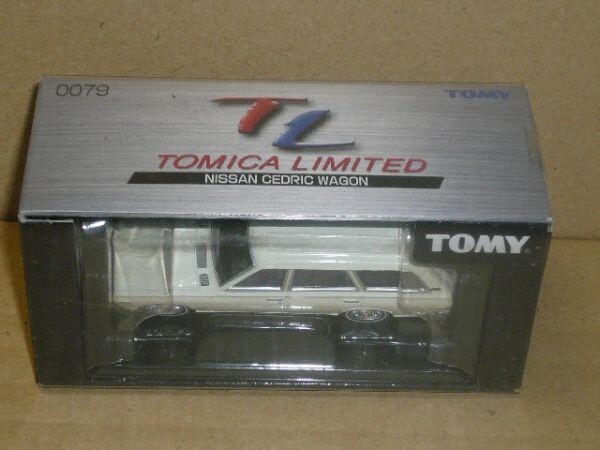 0079
TOMY
TL
TOMICA LIMITED
NISSAN CEDRIC WAGON
TOMY